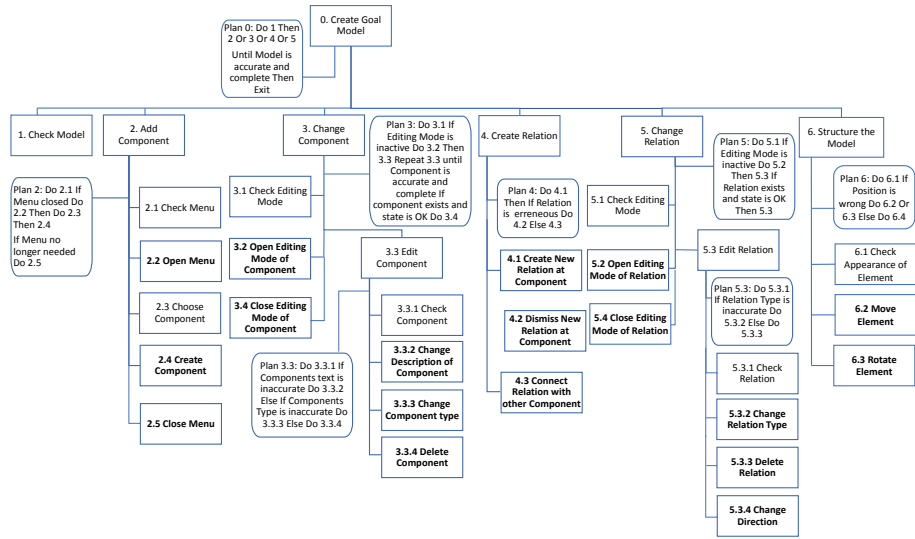 0. Create Goal
Model
Plan 0: Do 1 Then
2 Or 3 Or 4 Or 5
Until Model is
accurate and
complete Then
Exit
1. Check Model
2. Add
Component
Plan 2: Do 2.1 If
Menu closed Do
2.2 Then Do 2.3
Then 2.4
If Menu no
longer needed
Do 2.5
2.1 Check Menu
2.2 Open Menu
2.3 Choose
Component
2.4 Create
Component
2.5 Close Menu
3. Change
Component
Plan 3: Do 3.1 If
Editing Mode is
inactive Do 3.2 Then
3.3 Repeat 3.3 until
Component is
accurate and
complete If
component exists and
state is OK Do 3.4
3.1 Check Editing
Mode
3.2 Open Editing
Mode of
Component
3.4 Close Editing
Mode of
Component
3.3 Edit
Component
Plan 3.3: Do 3.3.1 If
Components text is
inaccurate Do 3.3.2
Else If Components
Type is inaccurate Do
3.3.3 Else Do 3.3.4
3.3.1 Check
Component
3.3.2 Change
Description of
Component
3.3.3 Change
Component type
3.3.4 Delete
Component
4. Create Relation
Plan 4: Do 4.1
Then If Relation
is erreneous Do
4.2 Else 4.3
4.1 Create New
Relation at
Component
4.2 Dismiss New
Relation at
Component
4.3 Connect
Relation with
other Component
5. Change
Relation
Plan 5: Do 5.1 If
Editing Mode is
inactive Do 5.2
Then 5.3 If
Relation exists
and state is OK
Then 5.3
5.1 Check Editing
Mode
5.2 Open Editing
Mode of Relation
5.4 Close Editing
Mode of Relation
5.3 Edit Relation
Plan 5.3: Do 5.3.1
If Relation Type is
inaccurate Do
5.3.2 Else Do
5.3.3
5.3.1 Check
Relation
5.3.2 Change
Relation Type
5.3.3 Delete
Relation
5.3.4 Change
Direction
6. Structure the
Model
Plan 6: Do 6.1 If
Position is
wrong Do 6.2 Or
6.3 Else Do 6.4
6.1 Check
Appearance of
Element
6.2 Move
Element
6.3 Rotate
Element